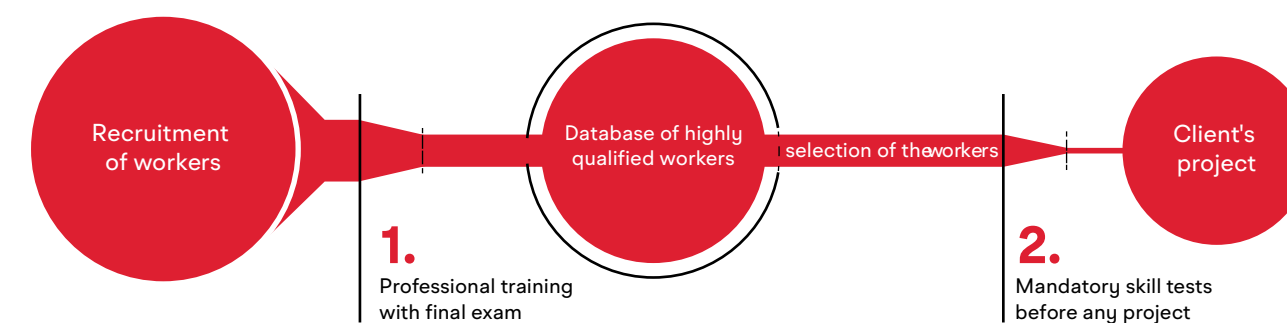 Recruitment
of workers
Database of highly
qualified workers
selection of theworkers
Client's
project
1.
Professional training
with final exam
2.
Mandatory skill tests
before any project